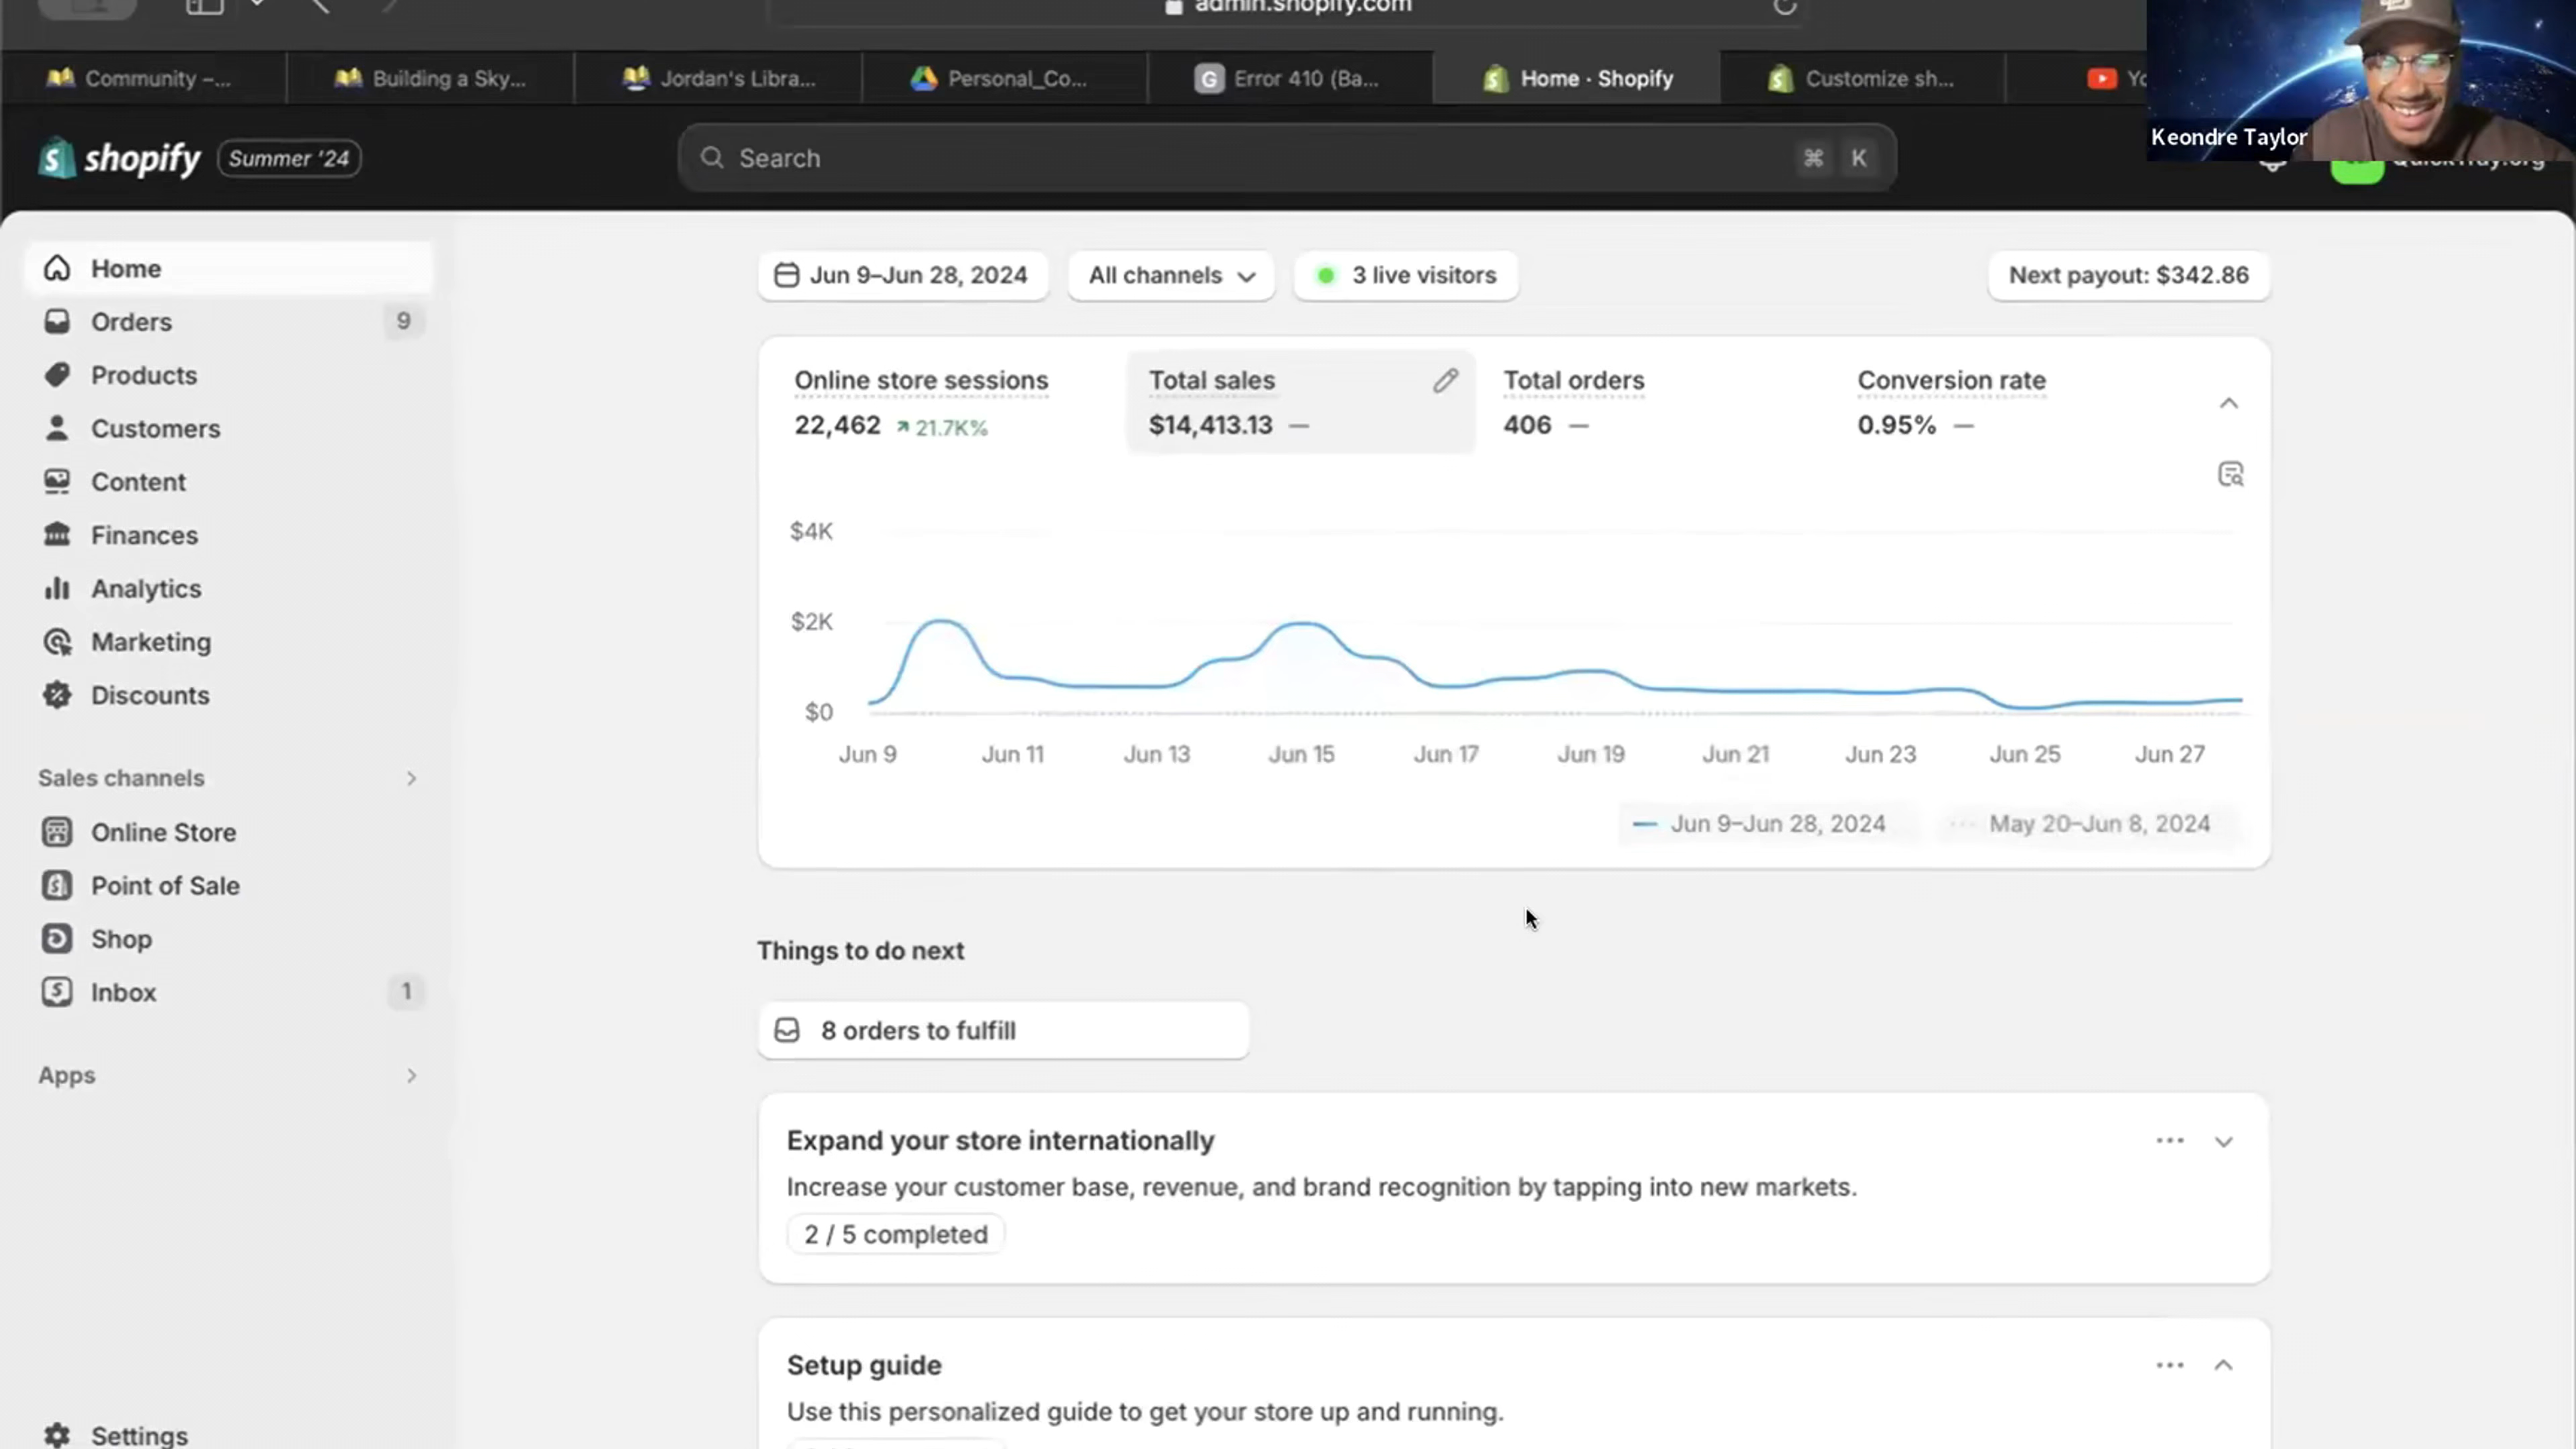 admin.shopify.com
Community –...
Building a Sky...
Jordan's Libra...
Personal_Co...
Error 410 (Ba...
Home · Shopify
Customize sh...
Keondre Taylor
shopify
Summer '24
Search
⌘ K
Home
Orders 9
Products
Customers
Content
Finances
Analytics
Marketing
Discounts
Sales channels
Online Store
Point of Sale
Shop
Inbox 1
Apps
Settings
Jun 9–Jun 28, 2024
All channels
3 live visitors
Next payout: $342.86
Online store sessions
22,462 21.7K%
Total sales
$14,413.13 —
Total orders
406 —
Conversion rate
0.95% —
$4K
$2K
$0
Jun 9 Jun 11 Jun 13 Jun 15 Jun 17 Jun 19 Jun 21 Jun 23 Jun 25 Jun 27
Jun 9–Jun 28, 2024
May 20–Jun 8, 2024
Things to do next
8 orders to fulfill
Expand your store internationally
Increase your customer base, revenue, and brand recognition by tapping into new markets.
2 / 5 completed
Setup guide
Use this personalized guide to get your store up and running.